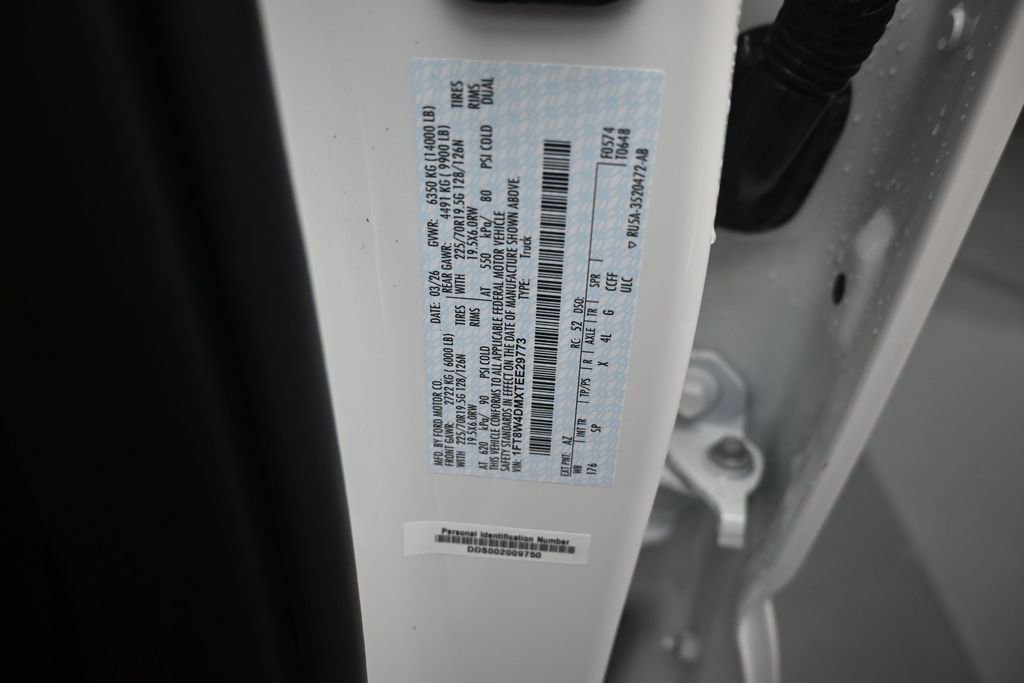 MFD. BY FORD MOTOR CO.
DATE: 03/26 GVWR: 6350 KG (14000 LB)
FRONT GAWR: 2722 KG ( 6000 LB) REAR GAWR: 4491 KG ( 9900 LB)
WITH 225/70R19.5G 128/126N TIRES WITH 225/70R19.5G 128/126N TIRES
19.5X6.0RW RIMS 19.5X6.0RW RIMS
AT 620 kPa/ 90 PSI COLD AT 550 kPa/ 80 PSI COLD DUAL
THIS VEHICLE CONFORMS TO ALL APPLICABLE FEDERAL MOTOR VEHICLE
SAFETY STANDARDS IN EFFECT ON THE DATE OF MANUFACTURE SHOWN ABOVE.
VIN: 1FT8W4DMXTEE29773 TYPE: Truck
F0574
T0648
EXT PNT: AZ RC: 52 DSO:
WB INT TR TP/PS R AXLE TR SPR
176 SP X 4L G CCFF
ULC
▽ RU5A-3520472-AB
Personal Identification Number
DDS002009750